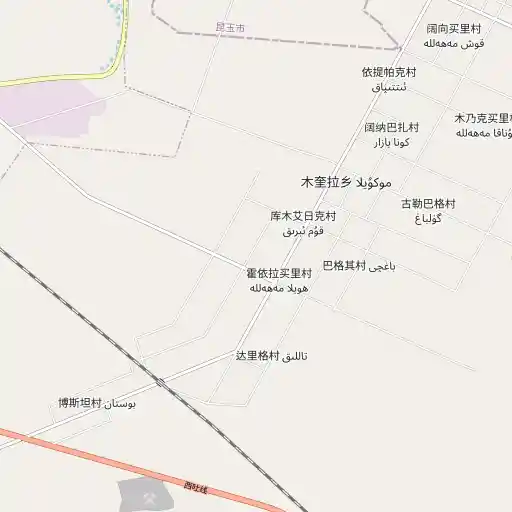 昆玉市
阔向买里村
قوش مەھەللە
依提帕克村
ئىتتىپاق
木乃克买里村
阔纳巴扎村
كونا بازار
木奎拉乡 موكۇيلا
古勒巴格村
گۈلباغ
库木艾日克村
قۇم ئېرىق
巴格其村 باغچى
霍依拉买里村
ھويلا مەھەللە
达里格村 تاللىق
博斯坦村 بوستان
西吐线